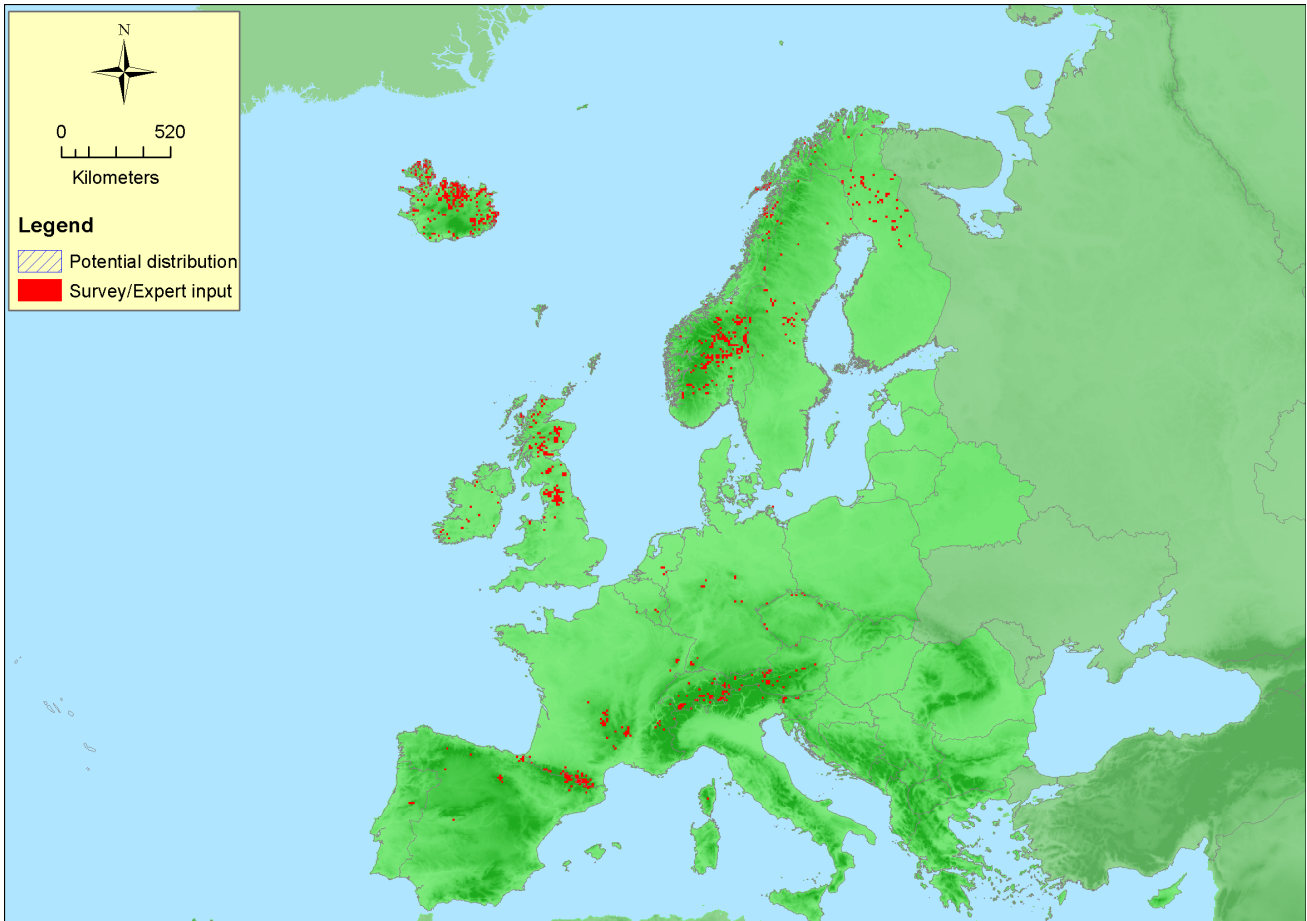 N
0 520
Kilometers
Legend
Potential distribution
Survey/Expert input